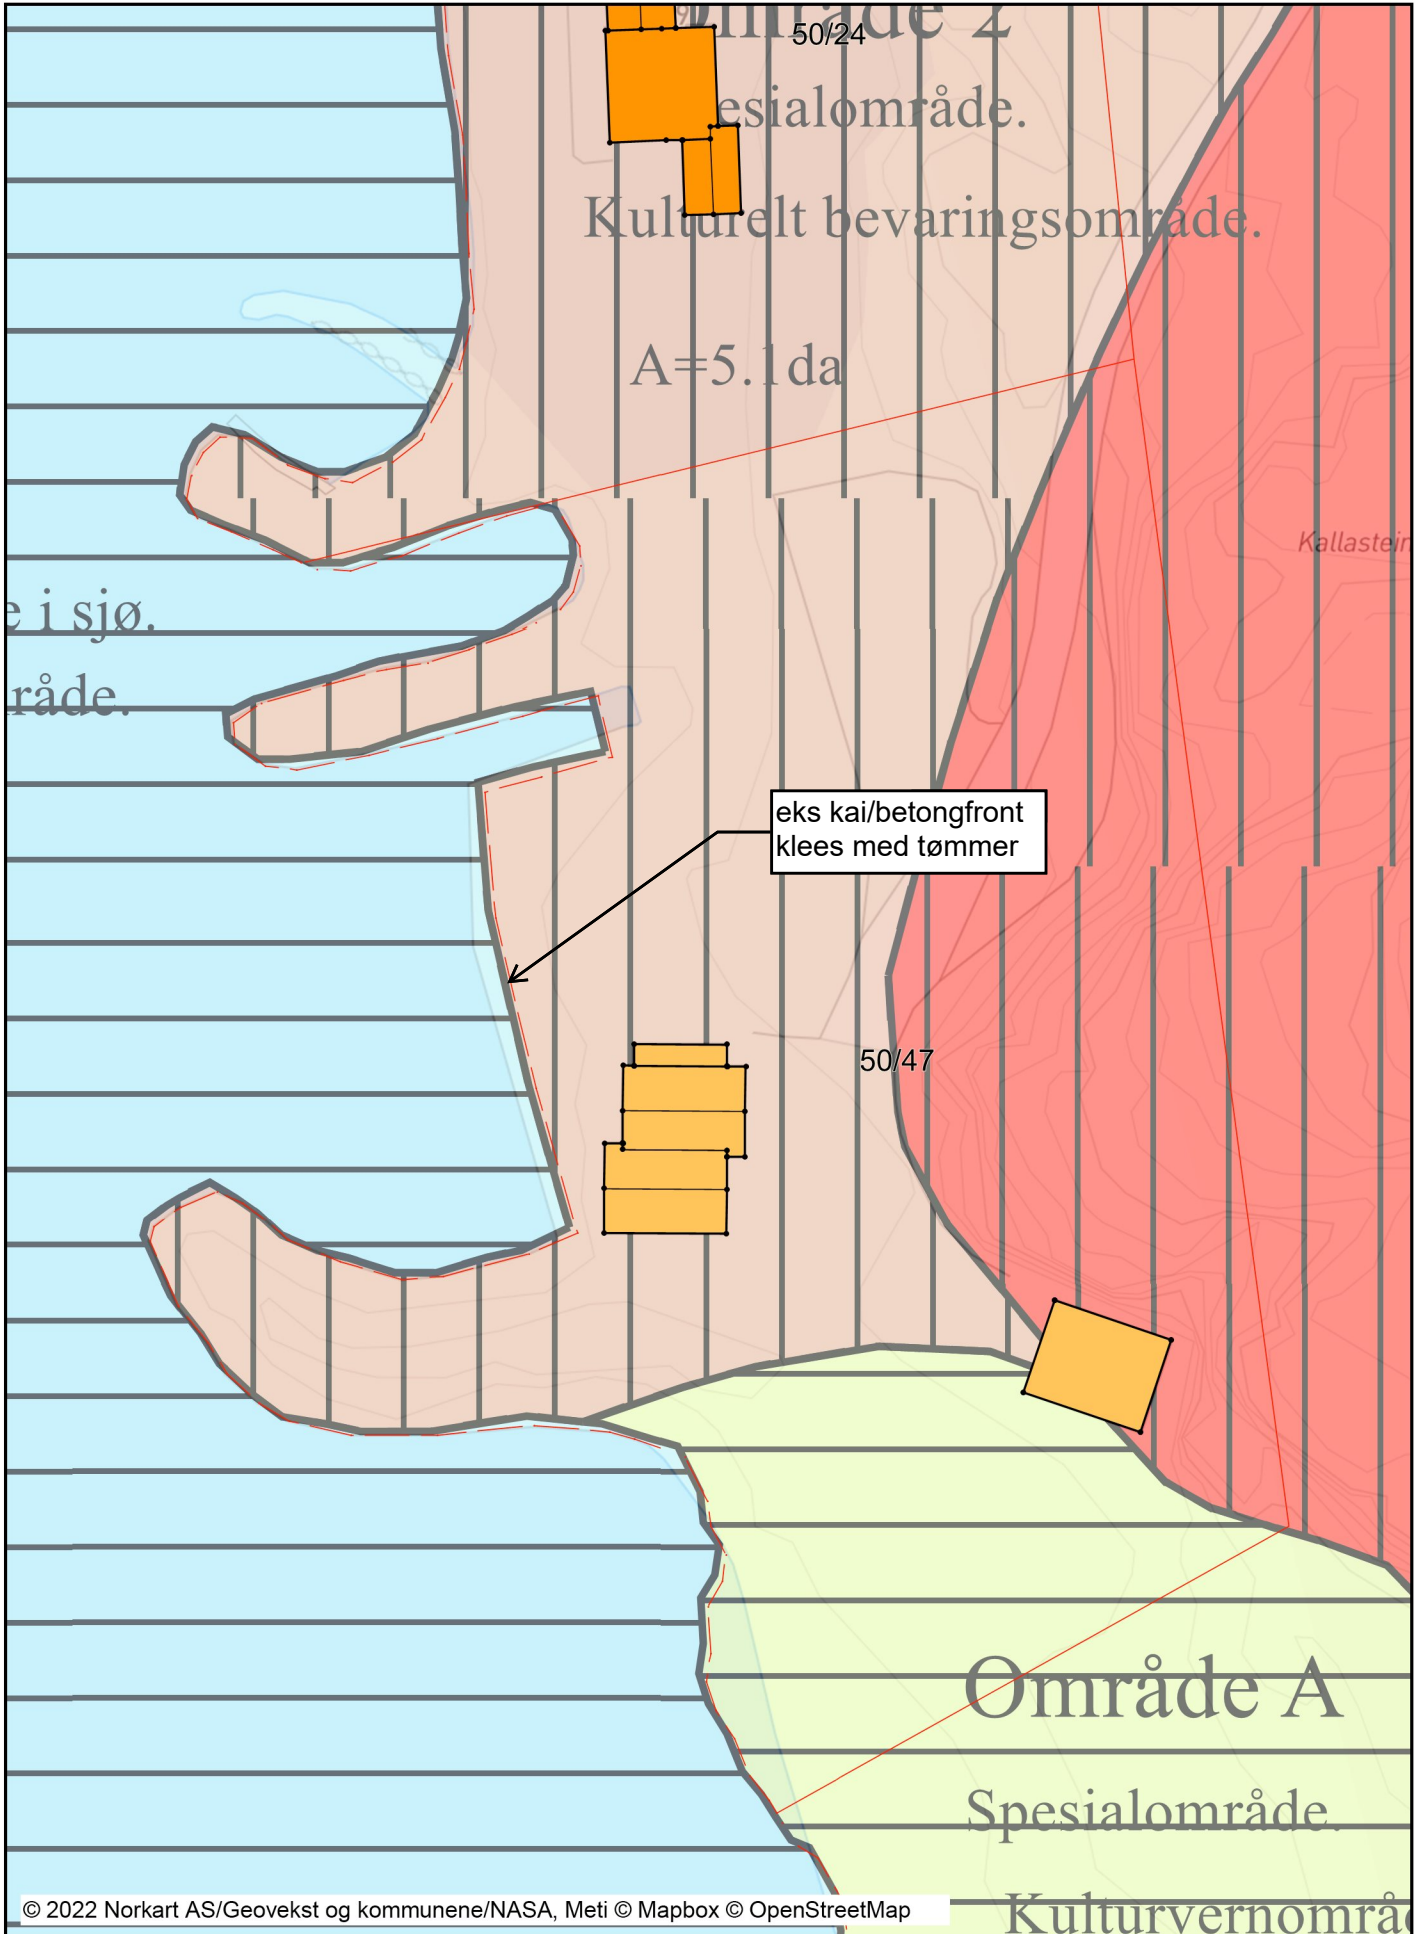 50/24
esialområde.
Kulturelt bevaringsområde.
A=5.1da
Kallastein
e i sjø.
råde.
eks kai/betongfront
klees med tømmer
50/47
Område A
Spesialområde.
Kulturvernområ
© 2022 Norkart AS/Geovekst og kommunene/NASA, Meti © Mapbox © OpenStreetMap